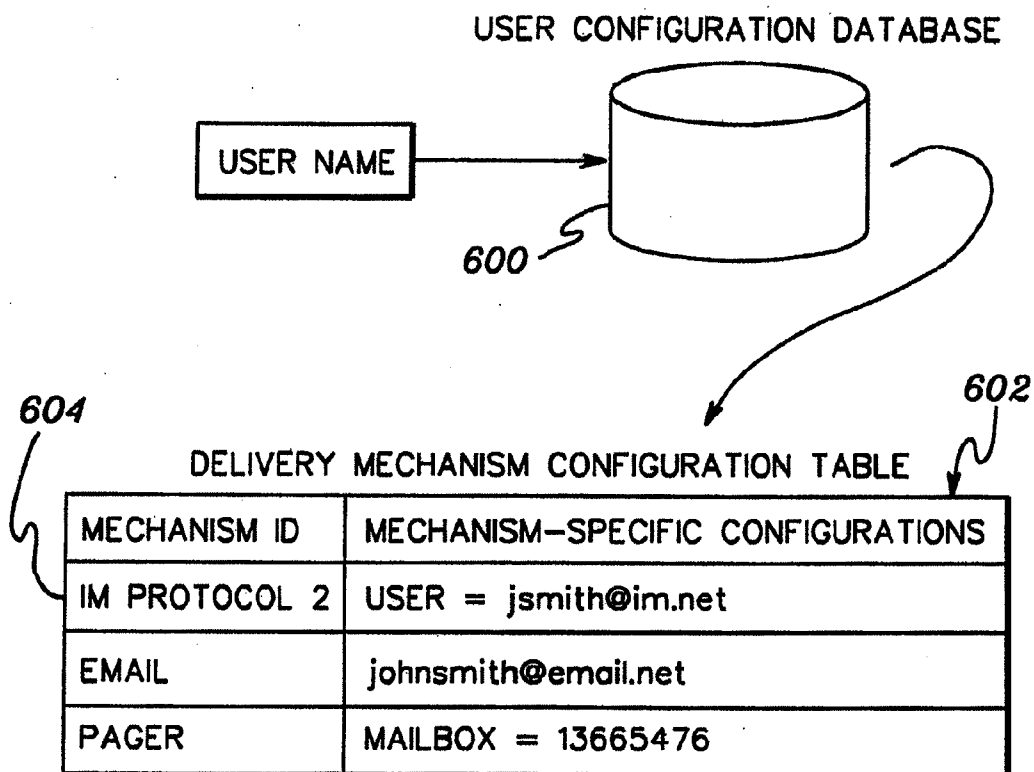 USER CONFIGURATION DATABASE
USER NAME
600
602
604
DELIVERY MECHANISM CONFIGURATION TABLE
MECHANISM ID MECHANISM-SPECIFIC CONFIGURATIONS
IM PROTOCOL 2 USER = jsmith@im.net
EMAIL johnsmith@email.net
PAGER MAILBOX = 13665476